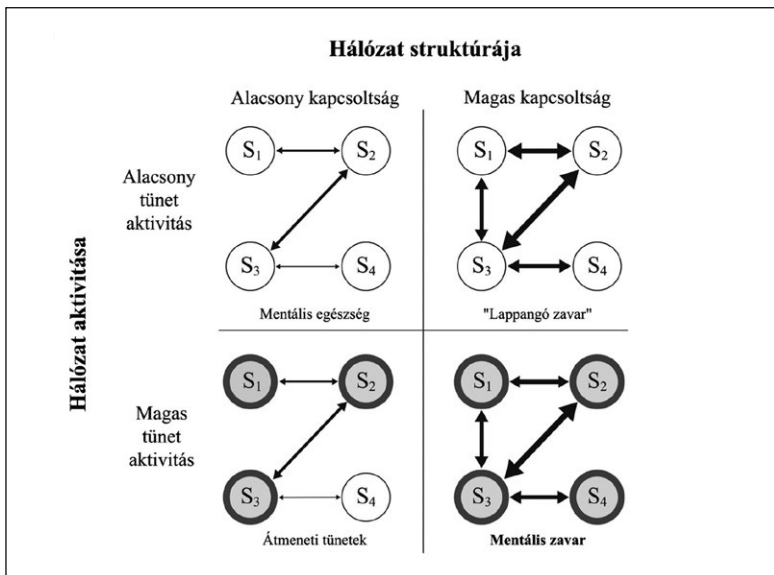 Hálózat struktúrája
Alacsony kapcsoltság
Magas kapcsoltság
Hálózat aktivitása
Alacsony
tünet
aktivitás
S₁
S₂
S₃
S₄
Mentális egészség
S₁
S₂
S₃
S₄
"Lappangó zavar"
Magas
tünet
aktivitás
S₁
S₂
S₃
S₄
Átmeneti tünetek
S₁
S₂
S₃
S₄
Mentális zavar